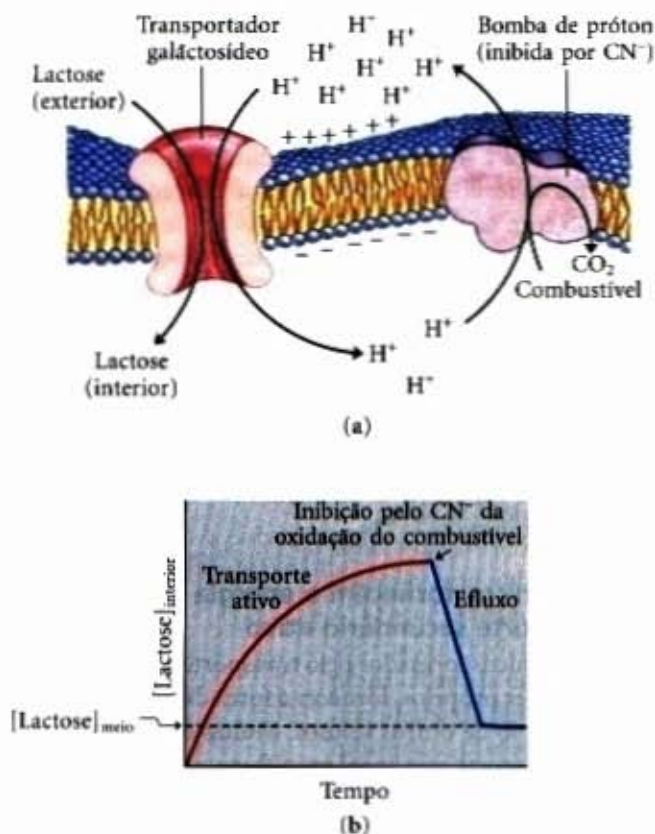 Transportador
galáctosídeo
Bomba de próton
(inibida por CN⁻)
Lactose
(exterior)
H⁻
H⁺ H⁺
H⁺ H⁺
H⁺ H⁺ H⁺
H⁺
+ + + + + +
– – – – – –
CO₂
Combustível
H⁺
H⁺
H⁻
Lactose
(interior)
(a)
Inibição pelo CN⁻ da
oxidação do combustível
Transporte
ativo
Efluxo
[Lactose]interior
[Lactose]meio
Tempo
(b)